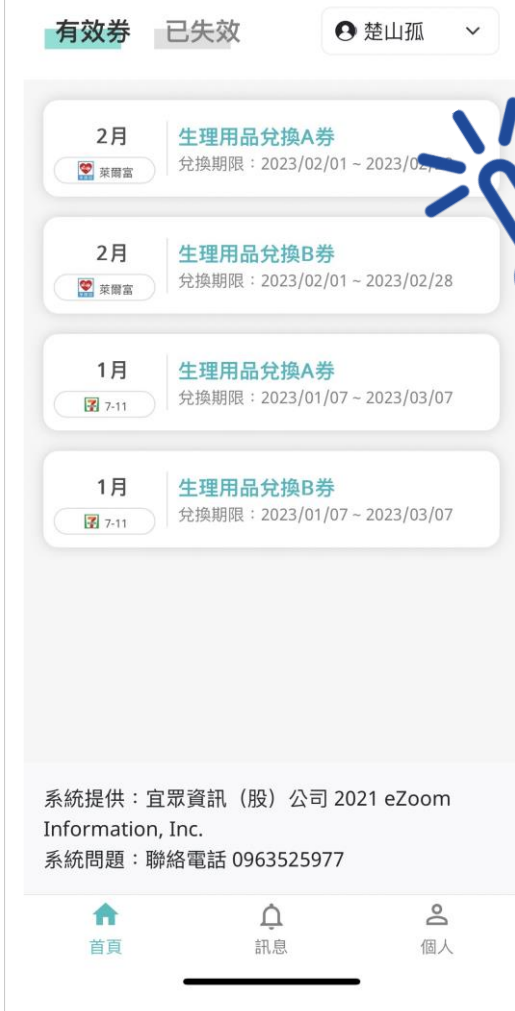 有效券 已失效 楚山孤
2月 生理用品兌換A券
萊爾富 兌換期限：2023/02/01 ~ 2023/02
2月 生理用品兌換B券
萊爾富 兌換期限：2023/02/01 ~ 2023/02/28
1月 生理用品兌換A券
7-11 兌換期限：2023/01/07 ~ 2023/03/07
1月 生理用品兌換B券
7-11 兌換期限：2023/01/07 ~ 2023/03/07
系統提供：宜眾資訊（股）公司 2021 eZoom
Information, Inc.
系統問題：聯絡電話 0963525977
首頁 訊息 個人